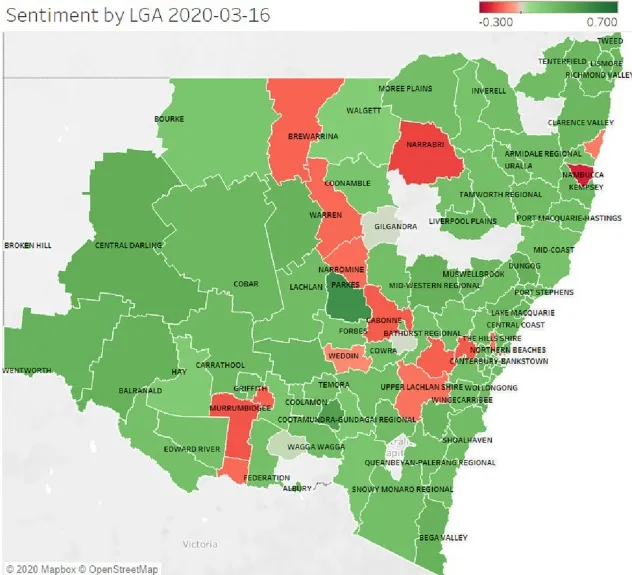 Sentiment by LGA 2020-03-16
-0.300 0.700
TWEED
TENTERFIELD LISMORE
RICHMOND VALLEY
MOREE PLAINS
INVERELL
WALGETT
BOURKE
CLARENCE VALLEY
BREWARRINA
NARRABRI
ARMIDALE REGIONAL
URALLA
NAMBUCCA
COONAMBLE
KEMPSEY
TAMWORTH REGIONAL
WARREN
GILGANDRA
LIVERPOOL PLAINS
PORT MACQUARIE-HASTINGS
BROKEN HILL
CENTRAL DARLING
MID-COAST
NARROMINE
MUSWELLBROOK
DUNGOG
COBAR
LACHLAN
PARKES
MID-WESTERN REGIONAL
PORT STEPHENS
LAKE MACQUARIE
CABONNE
CENTRAL COAST
FORBES
BATHURST REGIONAL
THE HILLS SHIRE
COWRA
NORTHERN BEACHES
WEDDIN
CANTERBURY-BANKSTOWN
WENTWORTH
HAY
CARRATHOOL
TEMORA
UPPER LACHLAN SHIRE
WOLLONGONG
BALRANALD
GRIFFITH
WINGECARRIBEE
MURRUMBIDGEE
COOLAMON
COOTAMUNDRA-GUNDAGAI REGIONAL
SHOALHAVEN
EDWARD RIVER
WAGGA WAGGA
QUEANBEYAN-PALERANG REGIONAL
FEDERATION
ALBURY
SNOWY MONARO REGIONAL
BEGA VALLEY
Victoria
© 2020 Mapbox © OpenStreetMap